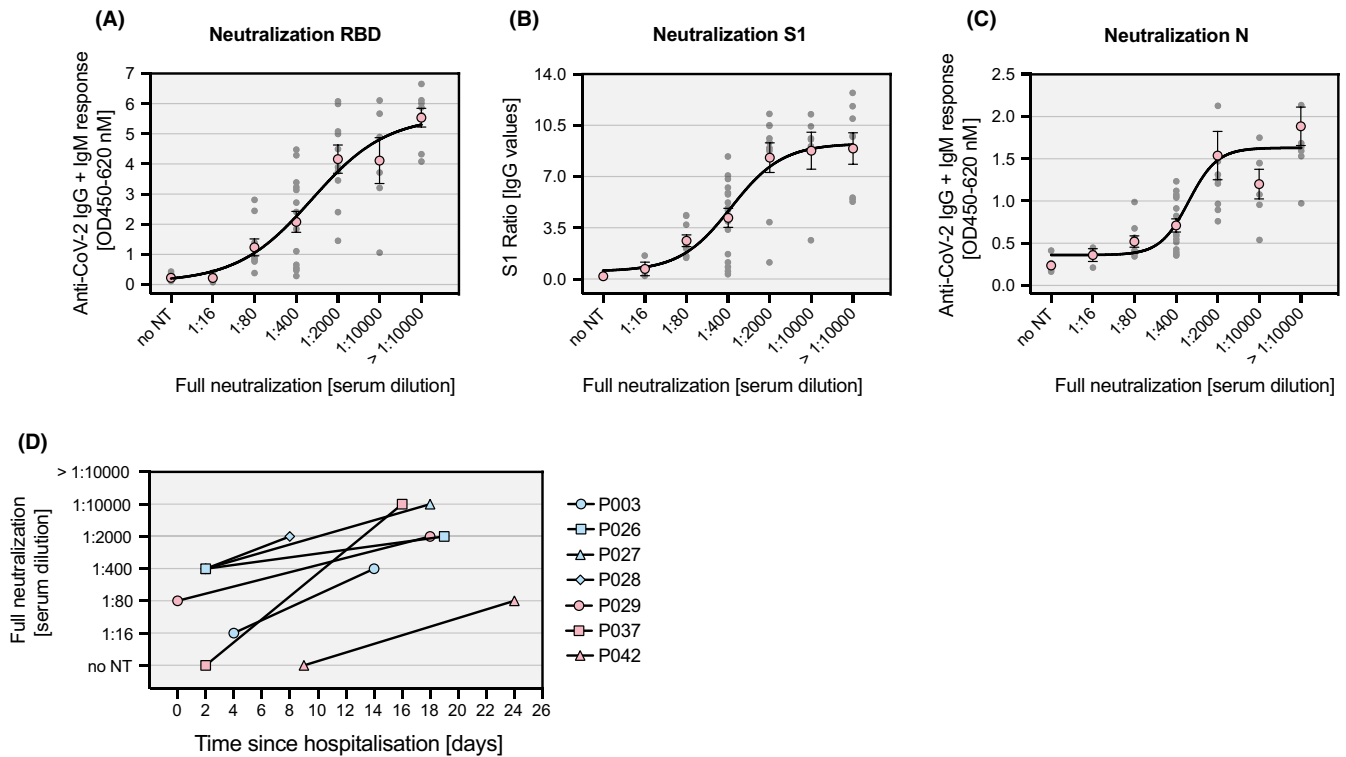 (A)
Neutralization RBD
Anti-CoV-2 IgG + IgM response
[OD450-620 nM]
7
6
5
4
3
2
1
0
no NT
1:16
1:80
1:400
1:2000
1:10000
> 1:10000
Full neutralization [serum dilution]
(B)
Neutralization S1
S1 Ratio [IgG values]
14.0
10.5
7.0
3.5
0.0
no NT
1:16
1:80
1:400
1:2000
1:10000
> 1:10000
Full neutralization [serum dilution]
(C)
Neutralization N
Anti-CoV-2 IgG + IgM response
[OD450-620 nM]
2.5
2.0
1.5
1.0
0.5
0.0
no NT
1:16
1:80
1:400
1:2000
1:10000
> 1:10000
Full neutralization [serum dilution]
(D)
Full neutralization
[serum dilution]
> 1:10000
1:10000
1:2000
1:400
1:80
1:16
no NT
0 2 4 6 8 10 12 14 16 18 20 22 24 26
Time since hospitalisation [days]
P003
P026
P027
P028
P029
P037
P042